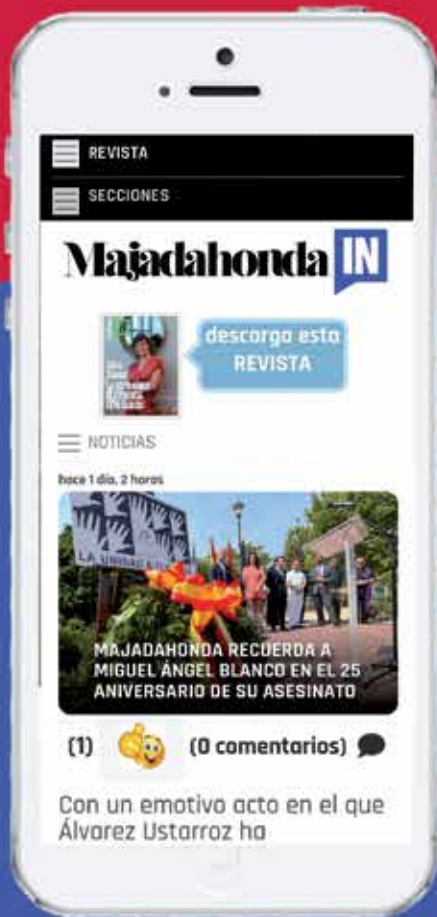 REVISTA
SECCIONES
Majadahonda IN
descarga esta
REVISTA
NOTICIAS
hace 1 día, 2 horas
LA UNIDAD
MAJADAHONDA RECUERDA A
MIGUEL ÁNGEL BLANCO EN EL 25
ANIVERSARIO DE SU ASESINATO
(1)
(0 comentarios)
Con un emotivo acto en el que
Álvarez Ustarroz ha